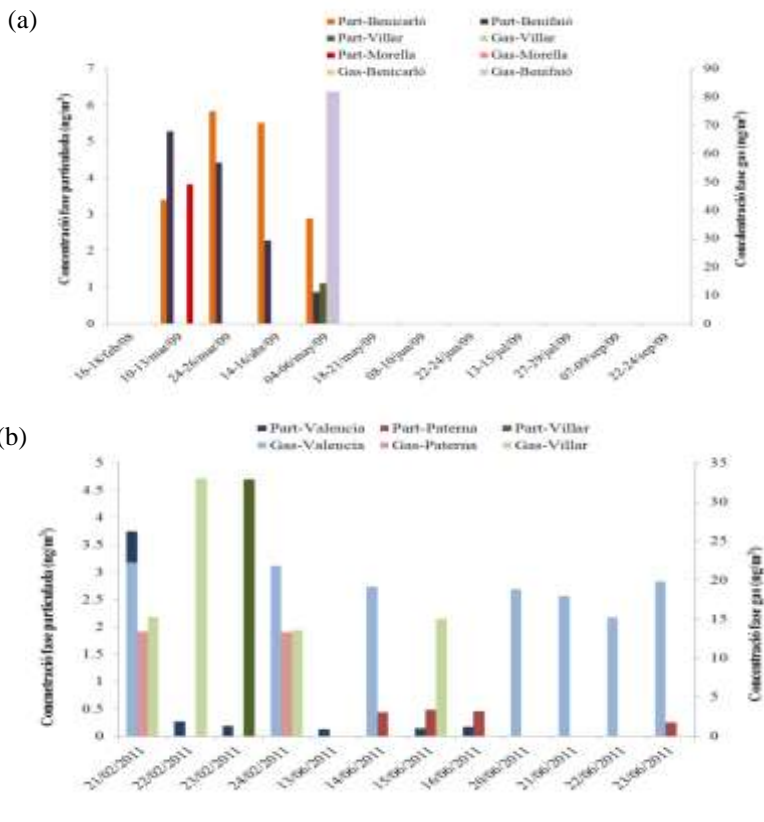 (a)
Part-Benicarló Part-Benifaió
Part-Villar Gas-Villar
Part-Morella Gas-Morella
Gas-Benicarló Gas-Benifaió
Concentració fase particulada (ng/m³)
7
6
5
4
3
2
1
0
90
80
70
60
50
40
30
20
10
0
Concentració fase gas (ng/m³)
16-18/feb/08
10-13/mar/09
24-26/mar/09
14-16/abr/09
04-06/may/09
18-21/may/09
08-10/jun/09
22-24/jun/09
13-15/jul/09
27-29/jul/09
07-09/sep/09
22-24/sep/09
(b)
Part-Valencia Part-Paterna Part-Villar
Gas-Valencia Gas-Paterna Gas-Villar
Concentració fase particulada (ng/m³)
5
4.5
4
3.5
3
2.5
2
1.5
1
0.5
0
35
30
25
20
15
10
5
0
Concentració fase gas (ng/m³)
21/02/2011
22/02/2011
23/02/2011
24/02/2011
13/06/2011
14/06/2011
15/06/2011
16/06/2011
20/06/2011
21/06/2011
22/06/2011
23/06/2011